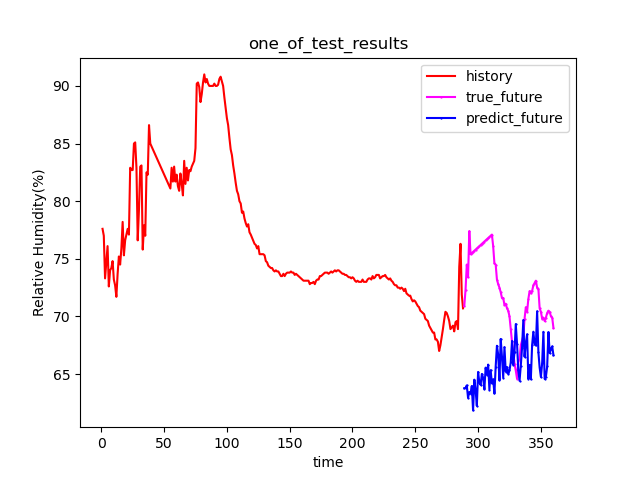 one_of_test_results
history
true_future
predict_future
Relative Humidity(%)
90
85
80
75
70
65
0 50 100 150 200 250 300 350
time